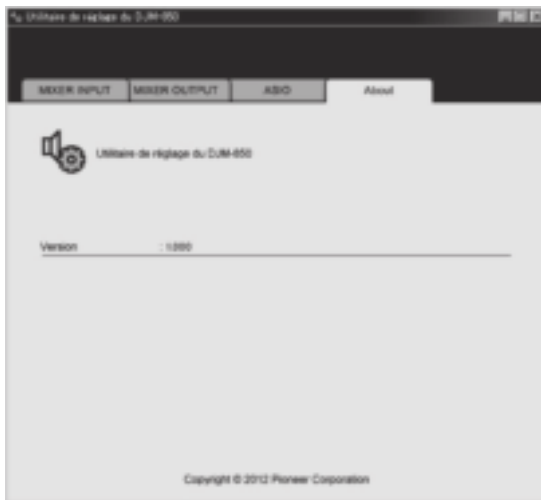 Utilitaire de réglage du DJM-850
MIXER INPUT MIXER OUTPUT ASIO About
Utilitaire de réglage du DJM-850
Version : 1.000
Copyright © 2012 Pioneer Corporation